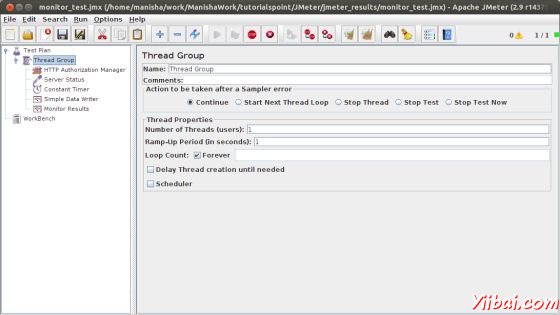 monitor_test.jmx (/home/manisha/work/ManishaWork/tutorialspoint/JMeter/jmeter_results/monitor_test.jmx) - Apache JMeter (2.9 r1437
File Edit Search Run Options Help
0 1 / 1
Test Plan
Thread Group
HTTP Authorization Manager
Server Status
Constant Timer
Simple Data Writer
Monitor Results
WorkBench
Thread Group
Name: Thread Group
Comments:
Action to be taken after a Sampler error
Continue Start Next Thread Loop Stop Thread Stop Test Stop Test Now
Thread Properties
Number of Threads (users): 1
Ramp-Up Period (in seconds): 1
Loop Count: Forever
Delay Thread creation until needed
Scheduler
Yiibai.com